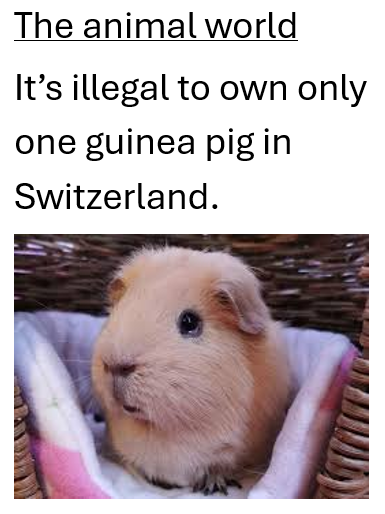 The animal world
It’s illegal to own only
one guinea pig in
Switzerland.